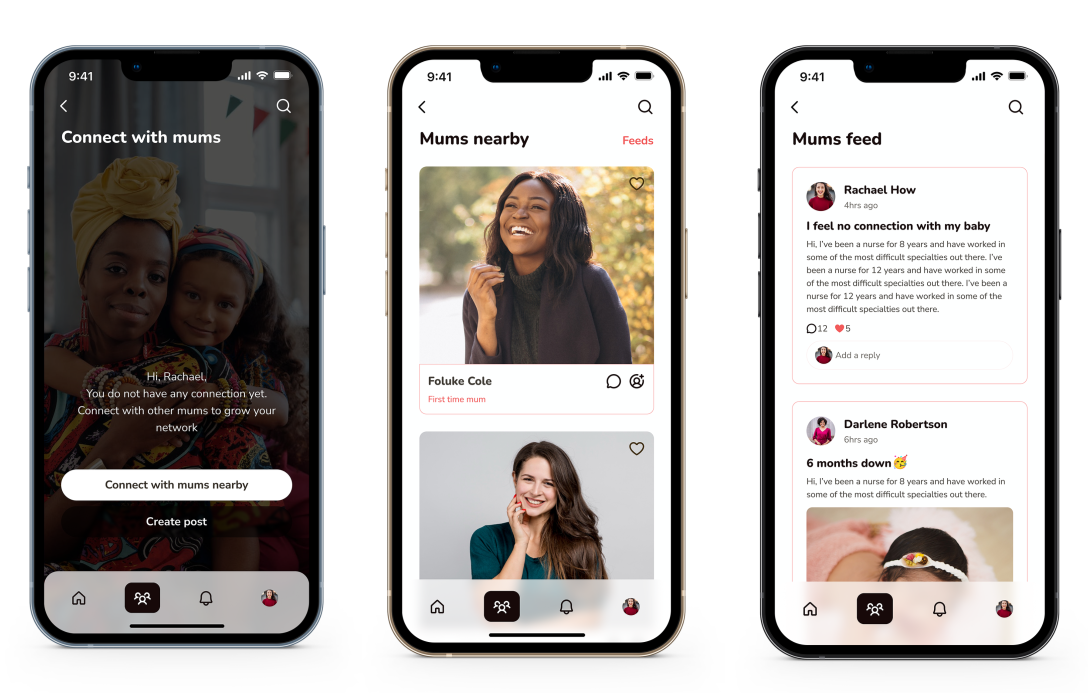 9:41
Connect with mums
Hi, Rachael,
You do not have any connection yet.
Connect with other mums to grow your
network
Connect with mums nearby
Create post
9:41
Mums nearby
Feeds
Foluke Cole
First time mum
9:41
Mums feed
Rachael How
4hrs ago
I feel no connection with my baby
Hi, I've been a nurse for 8 years and have worked in
some of the most difficult specialties out there. I've
been a nurse for 12 years and have worked in some
of the most difficult specialties out there. I've been a
nurse for 12 years and have worked in some of the
most difficult specialties out there.
12 5
Add a reply
Darlene Robertson
6hrs ago
6 months down🥳
Hi, I've been a nurse for 8 years and have worked in
some of the most difficult specialties out there.